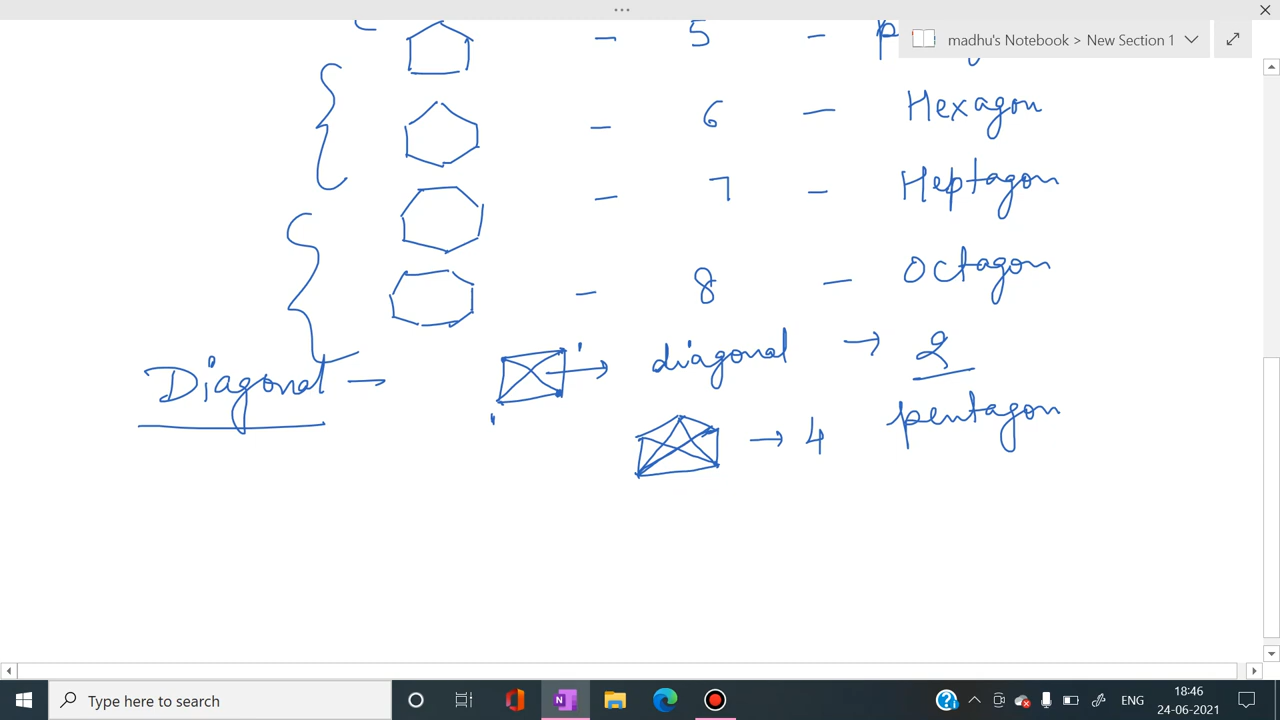 ...
madhu's Notebook > New Section 1
- 5 - p
- 6 - Hexagon
- 7 - Heptagon
- 8 - Octagon
Diagonal → → diagonal → 2
→ 4 pentagon
Type here to search
ENG
18:46
24-06-2021